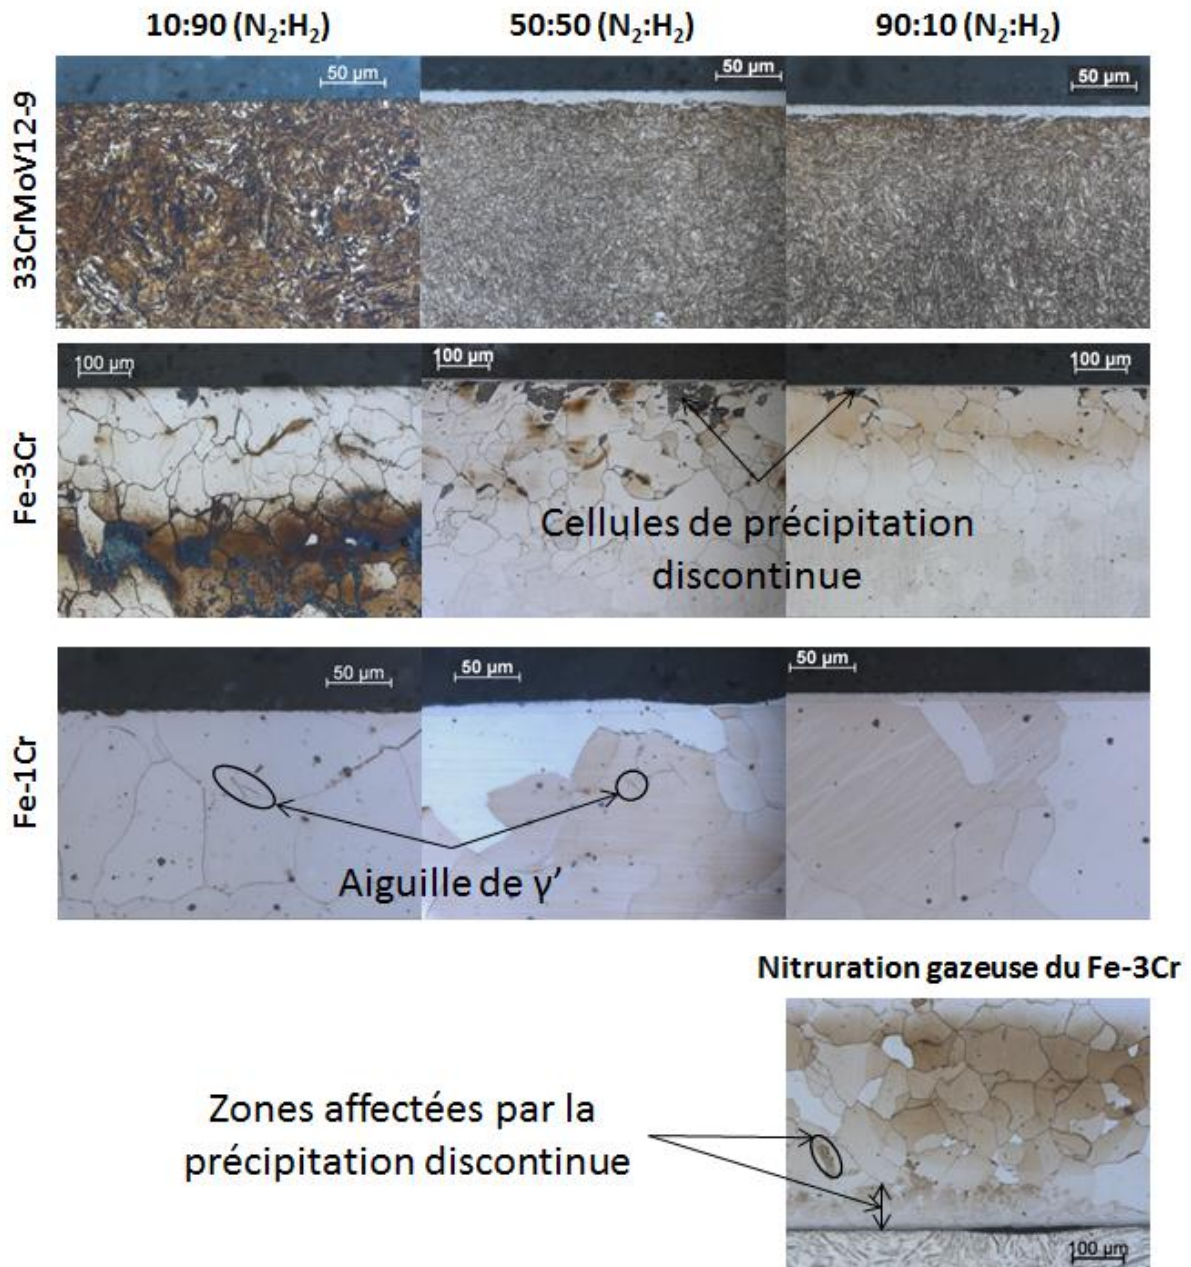 10:90 (N₂:H₂) 50:50 (N₂:H₂) 90:10 (N₂:H₂)
33CrMoV12-9
50 µm 50 µm 50 µm
Fe-3Cr
100 µm 100 µm 100 µm
Cellules de précipitation
discontinue
Fe-1Cr
50 µm 50 µm 50 µm
Aiguille de γ’
Nitruration gazeuse du Fe-3Cr
Zones affectées par la
précipitation discontinue
100 µm